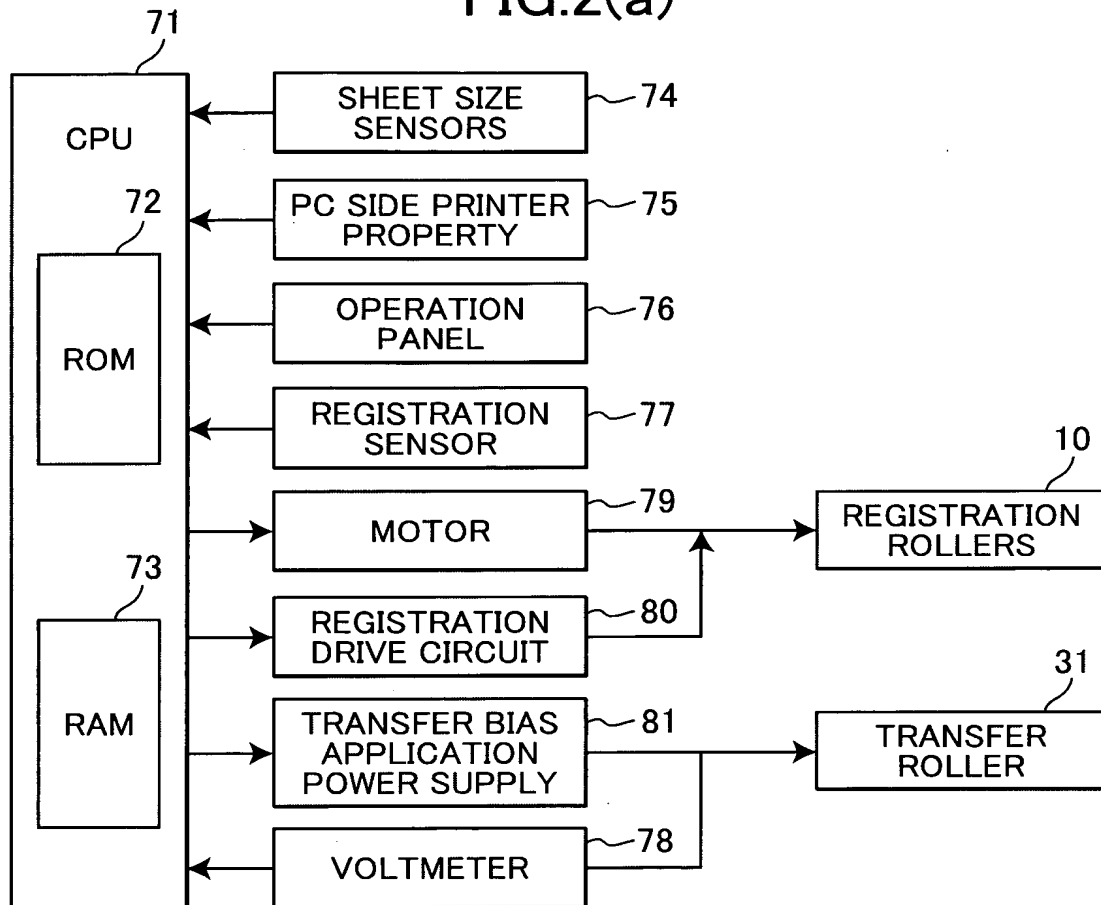 FIG.2(a)
71
CPU
72
ROM
73
RAM
SHEET SIZE
SENSORS
74
PC SIDE PRINTER
PROPERTY
75
OPERATION
PANEL
76
REGISTRATION
SENSOR
77
MOTOR
79
REGISTRATION
DRIVE CIRCUIT
80
TRANSFER BIAS
APPLICATION
POWER SUPPLY
81
VOLTMETER
78
10
REGISTRATION
ROLLERS
31
TRANSFER
ROLLER